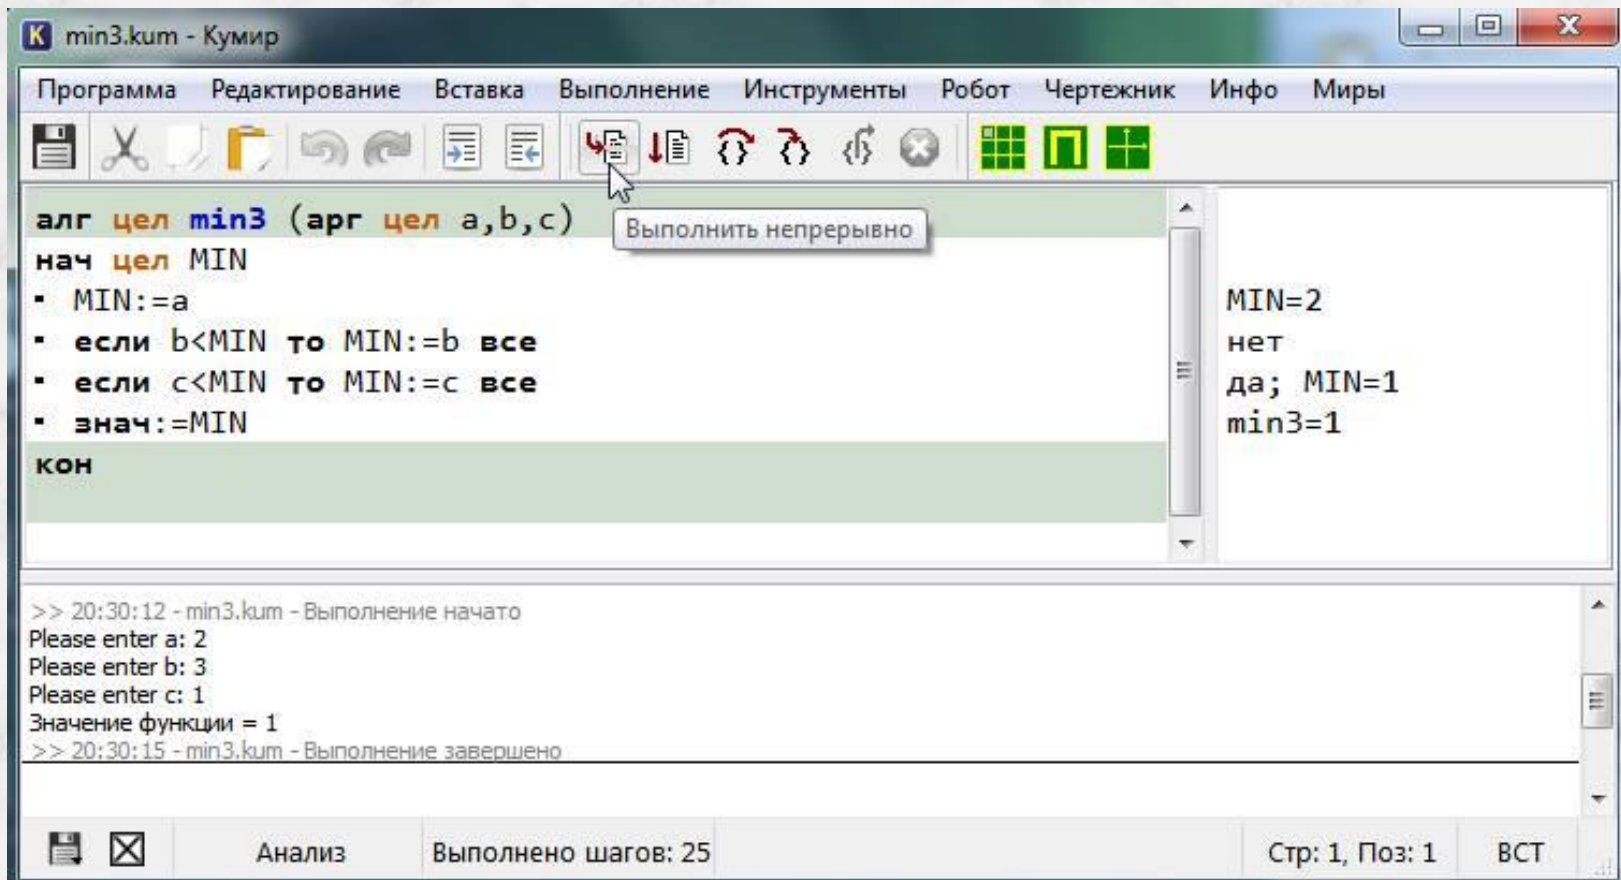 min3.kum - Кумир
Программа Редактирование Вставка Выполнение Инструменты Робот Чертежник Инфо Миры
алг цел min3 (арг цел a,b,c)
Выполнить непрерывно
нач цел MIN
MIN:=a
MIN=2
если b<MIN то MIN:=b все
нет
если c<MIN то MIN:=c все
да; MIN=1
знач:=MIN
min3=1
кон
>> 20:30:12 - min3.kum - Выполнение начато
Please enter a: 2
Please enter b: 3
Please enter c: 1
Значение функции = 1
>> 20:30:15 - min3.kum - Выполнение завершено
Анализ Выполнено шагов: 25 Стр: 1, Поз: 1 ВСТ